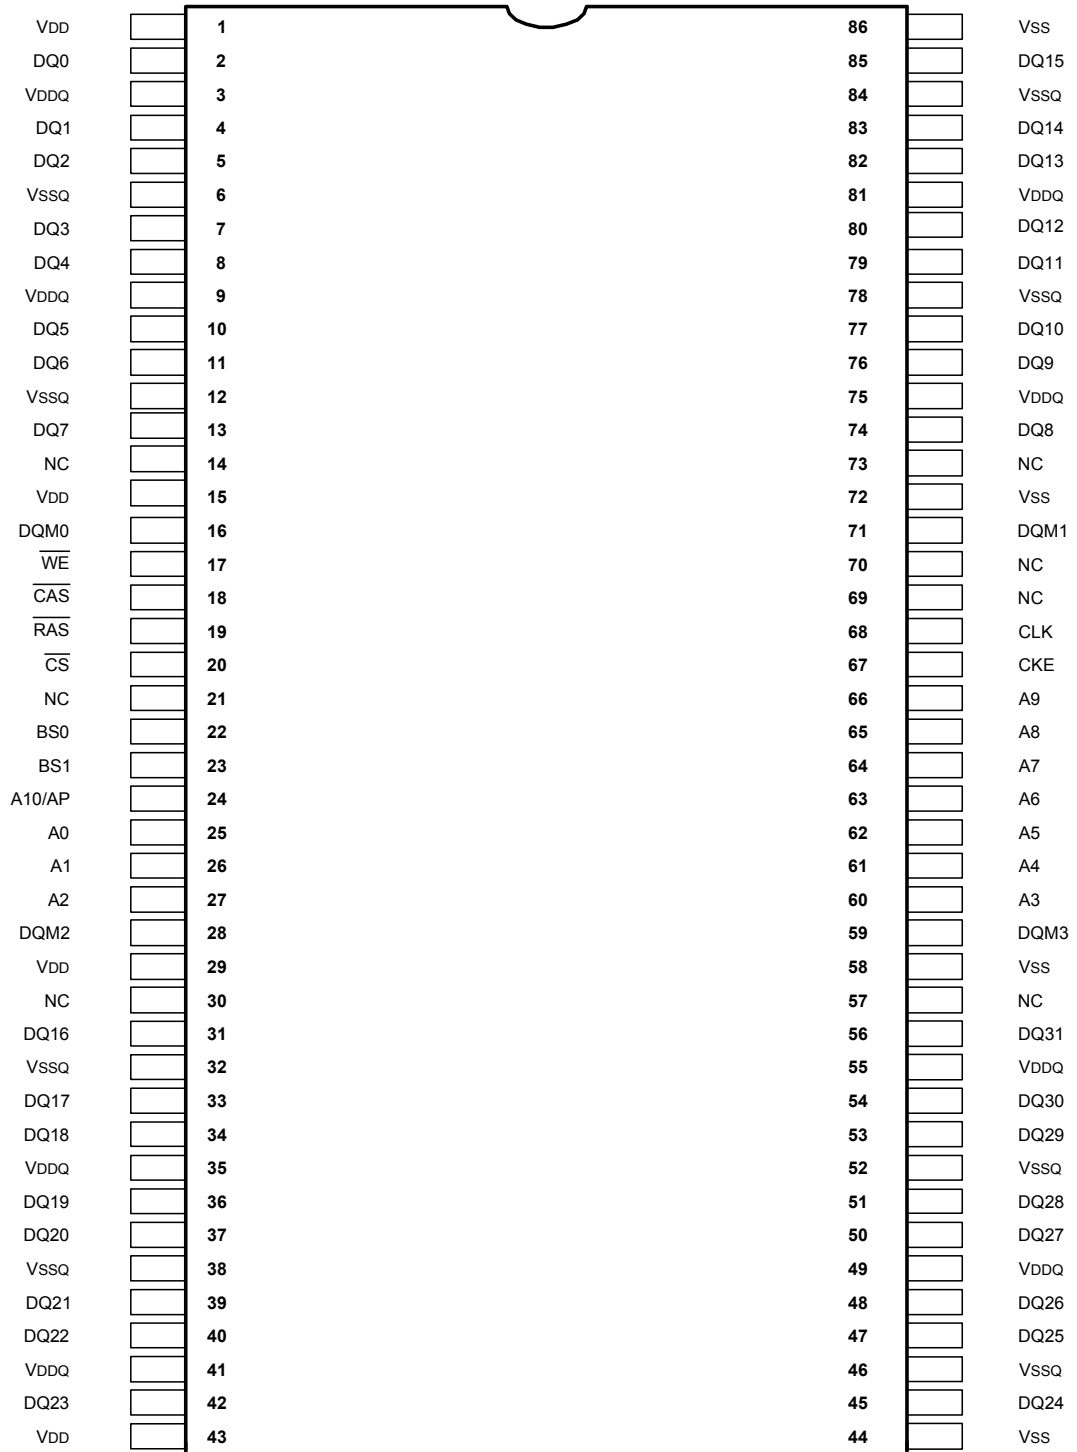 VDD 1 86 VSS
DQ0 2 85 DQ15
VDDQ 3 84 VSSQ
DQ1 4 83 DQ14
DQ2 5 82 DQ13
VSSQ 6 81 VDDQ
DQ3 7 80 DQ12
DQ4 8 79 DQ11
VDDQ 9 78 VSSQ
DQ5 10 77 DQ10
DQ6 11 76 DQ9
VSSQ 12 75 VDDQ
DQ7 13 74 DQ8
NC 14 73 NC
VDD 15 72 VSS
DQM0 16 71 DQM1
W̅E̅ 17 70 NC
C̅A̅S̅ 18 69 NC
R̅A̅S̅ 19 68 CLK
C̅S̅ 20 67 CKE
NC 21 66 A9
BS0 22 65 A8
BS1 23 64 A7
A10/AP 24 63 A6
A0 25 62 A5
A1 26 61 A4
A2 27 60 A3
DQM2 28 59 DQM3
VDD 29 58 VSS
NC 30 57 NC
DQ16 31 56 DQ31
VSSQ 32 55 VDDQ
DQ17 33 54 DQ30
DQ18 34 53 DQ29
VDDQ 35 52 VSSQ
DQ19 36 51 DQ28
DQ20 37 50 DQ27
VSSQ 38 49 VDDQ
DQ21 39 48 DQ26
DQ22 40 47 DQ25
VDDQ 41 46 VSSQ
DQ23 42 45 DQ24
VDD 43 44 VSS